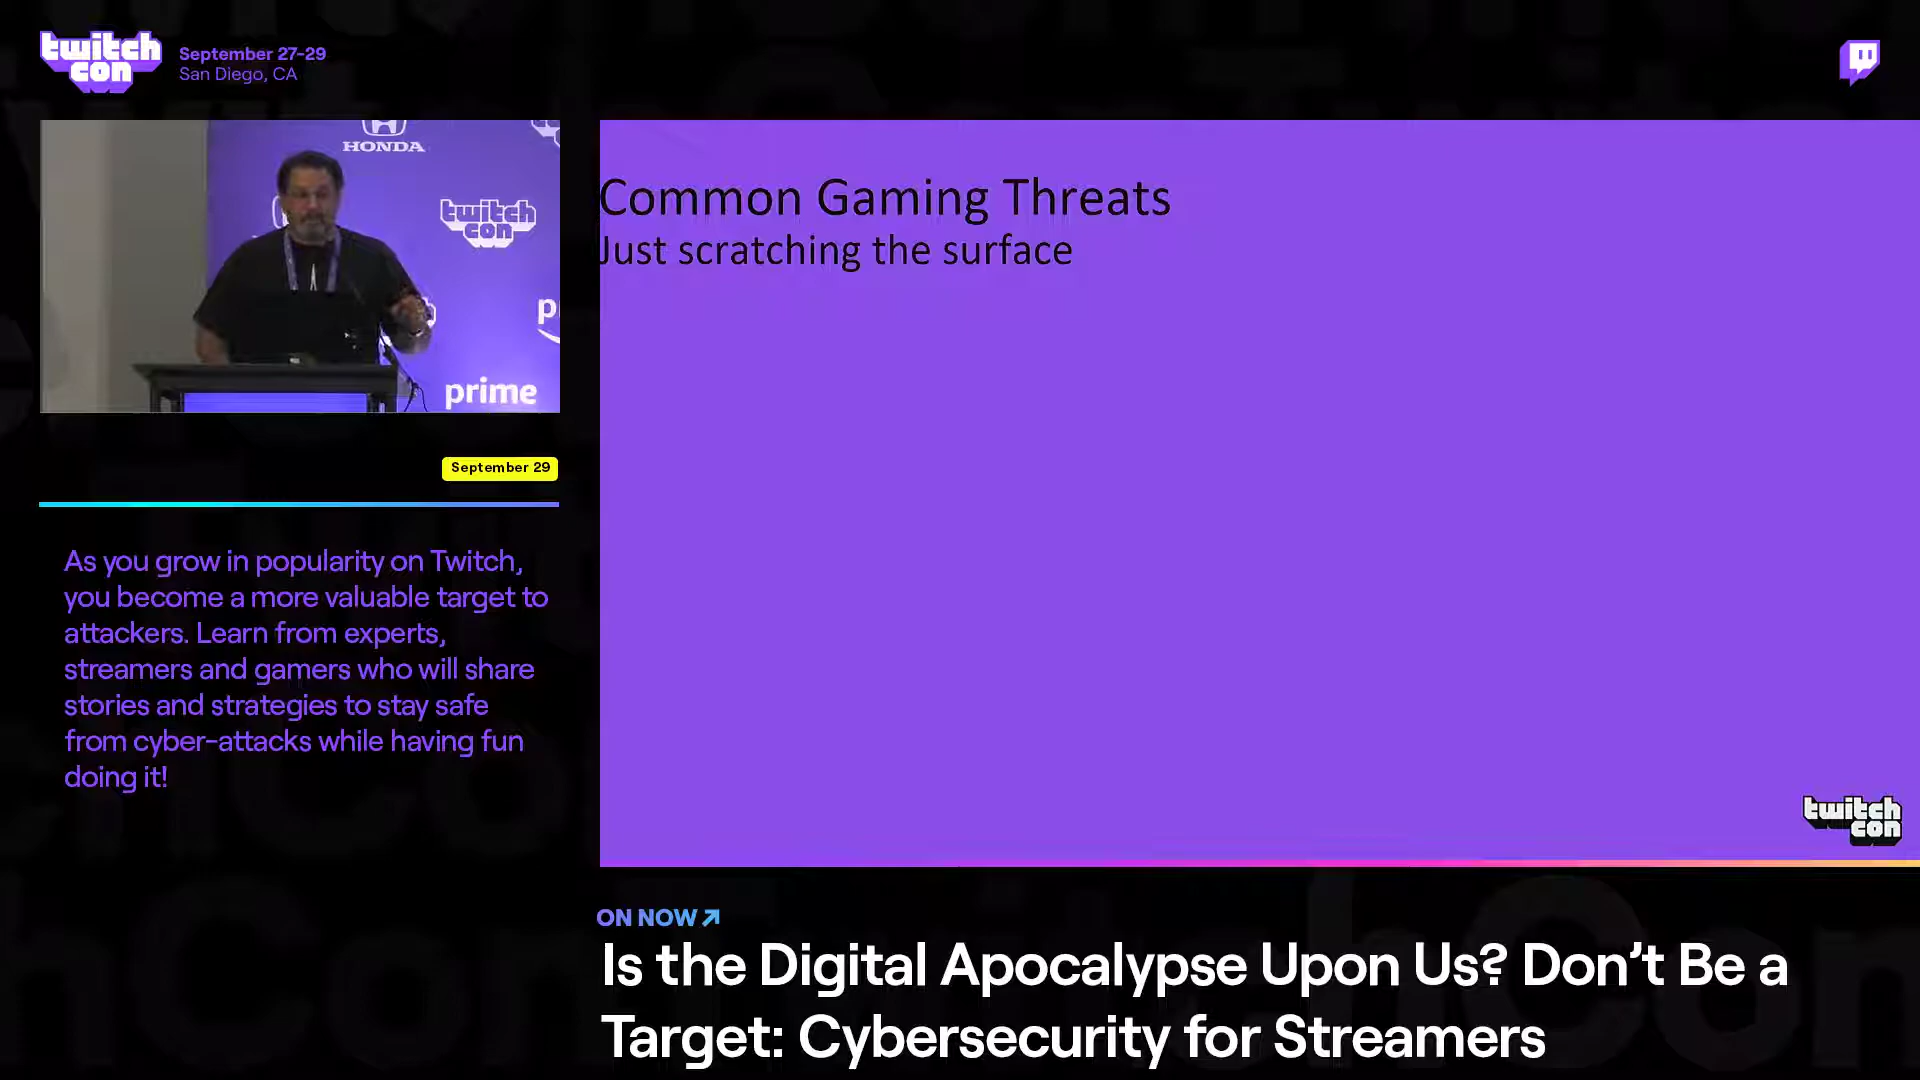 twitch
con
September 27-29
San Diego, CA
HONDA
twitch
con
prime
Common Gaming Threats
Just scratching the surface
September 29
As you grow in popularity on Twitch,
you become a more valuable target to
attackers. Learn from experts,
streamers and gamers who will share
stories and strategies to stay safe
from cyber-attacks while having fun
doing it!
twitch
con
ON NOW
Is the Digital Apocalypse Upon Us? Don’t Be a
Target: Cybersecurity for Streamers